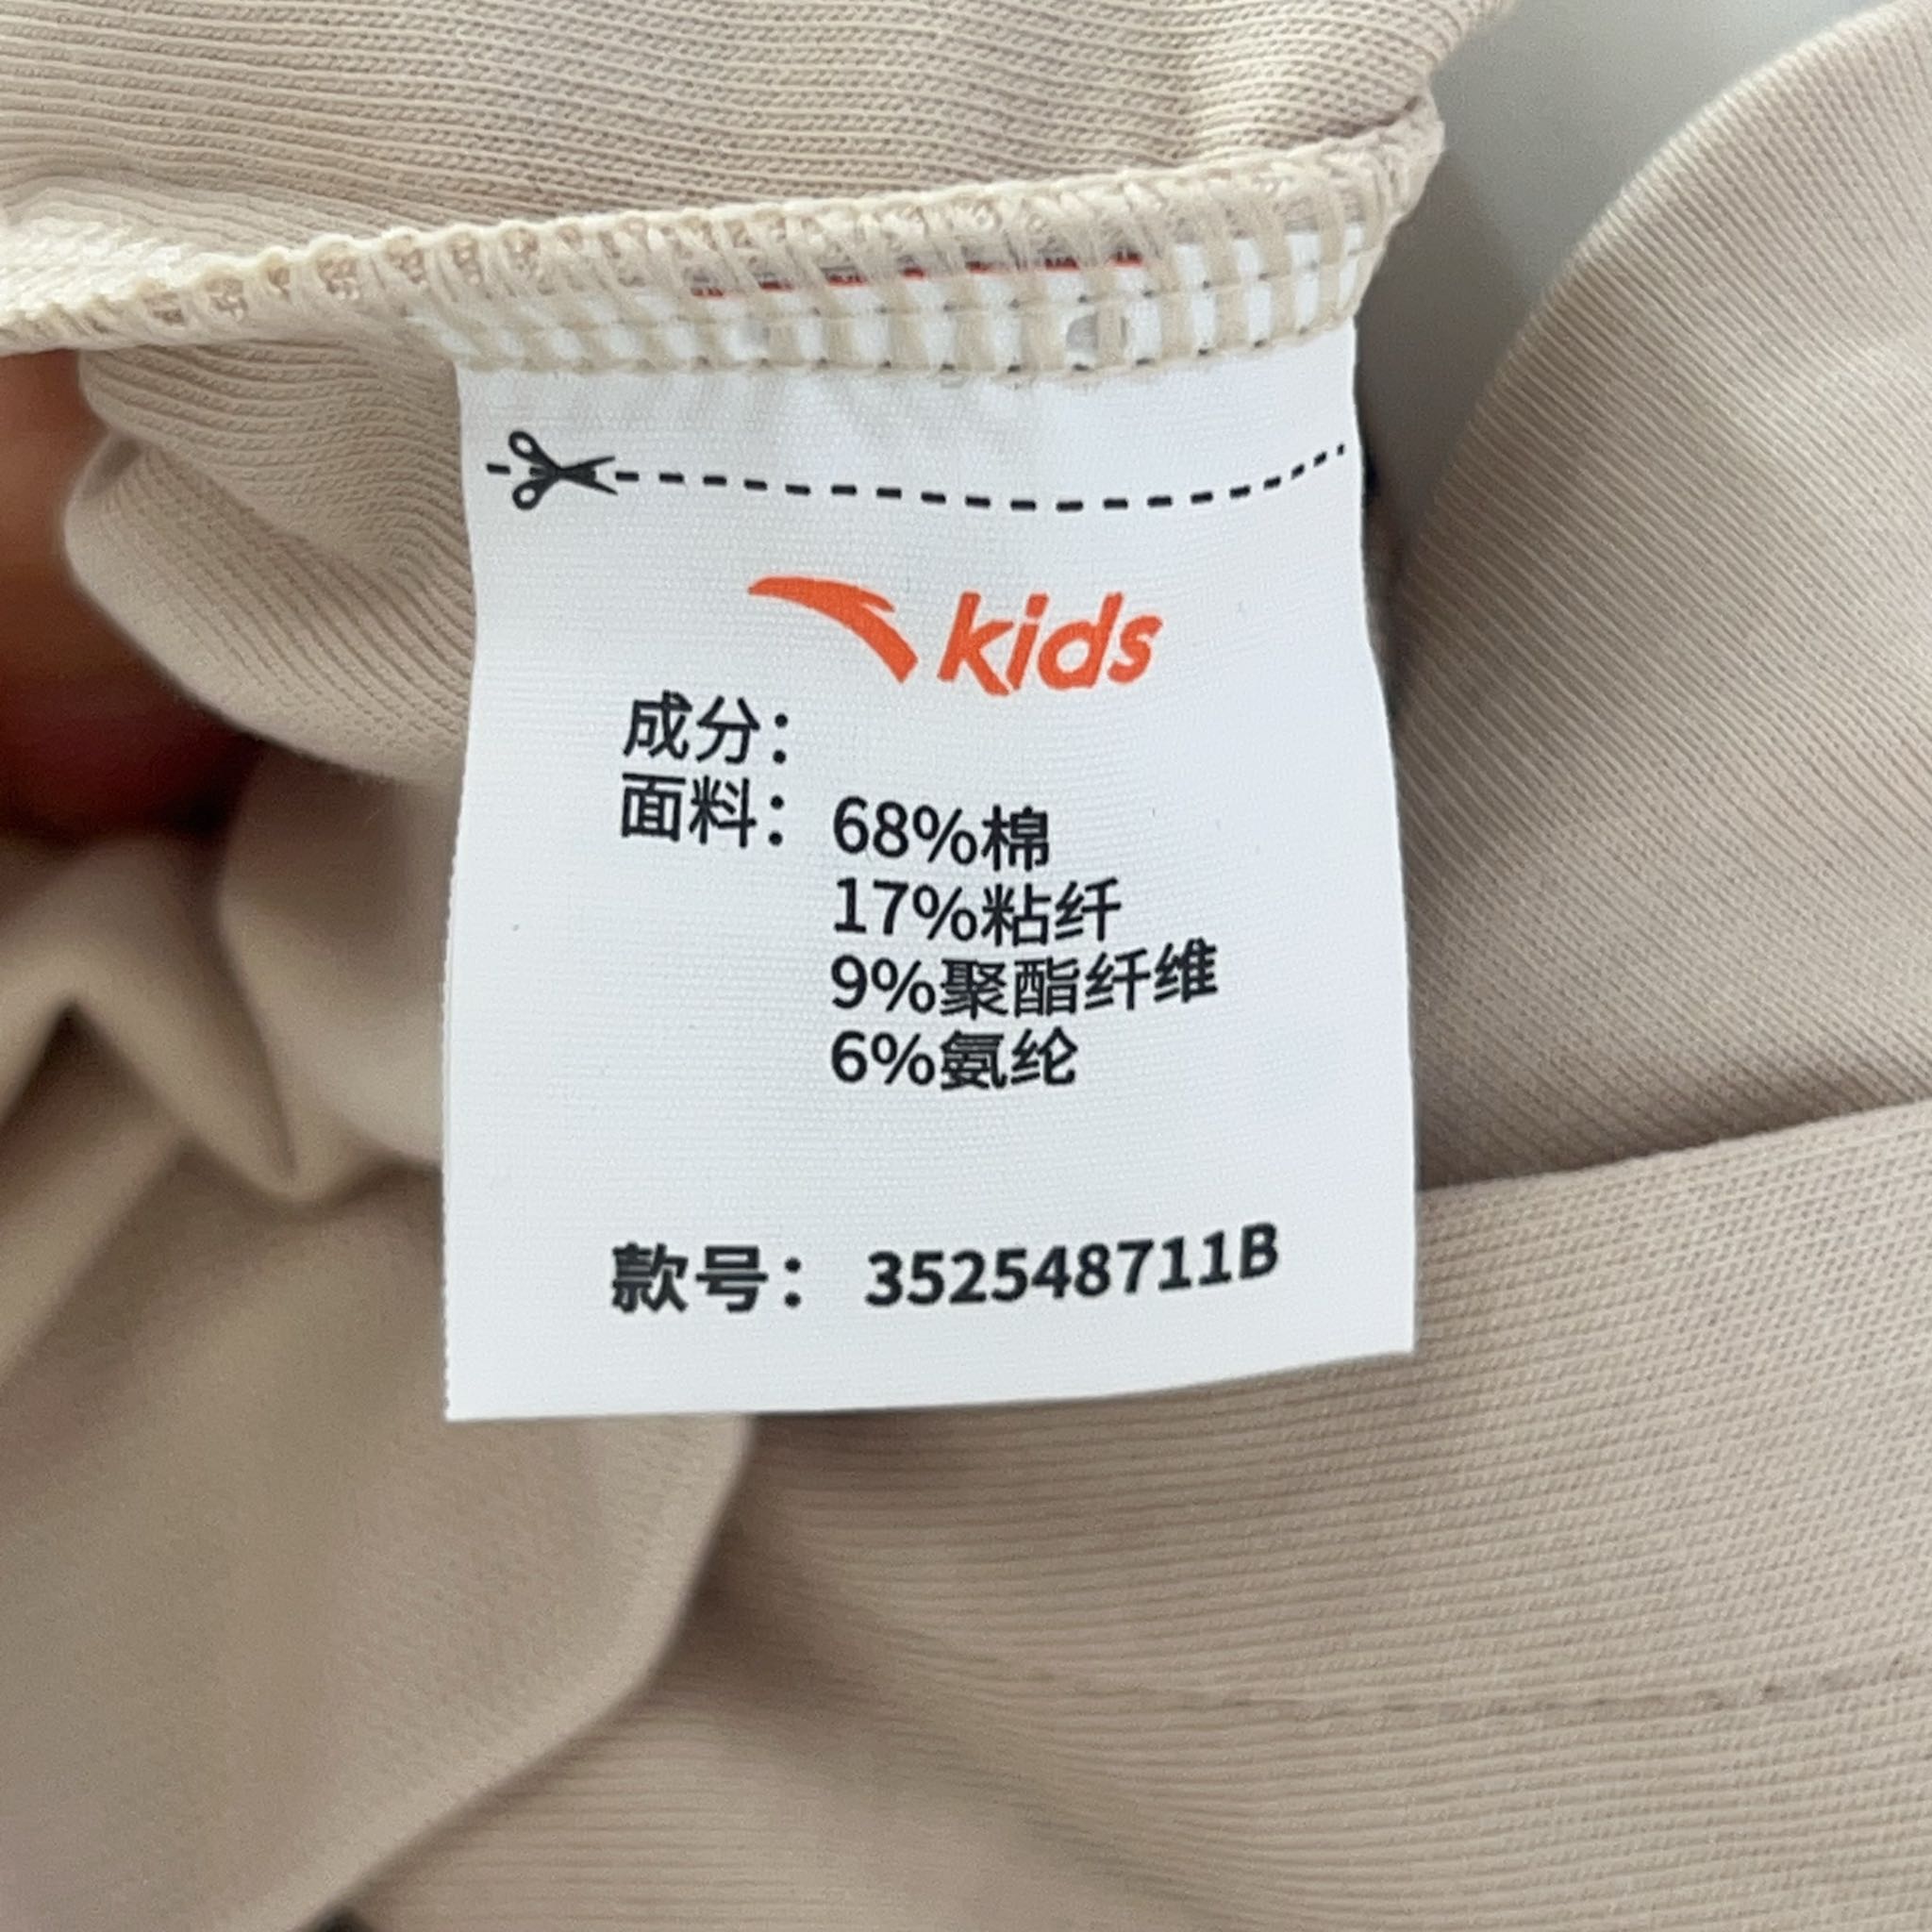 kids
成分：
面料：68%棉
17%粘纤
9%聚酯纤维
6%氨纶
款号：352548711B